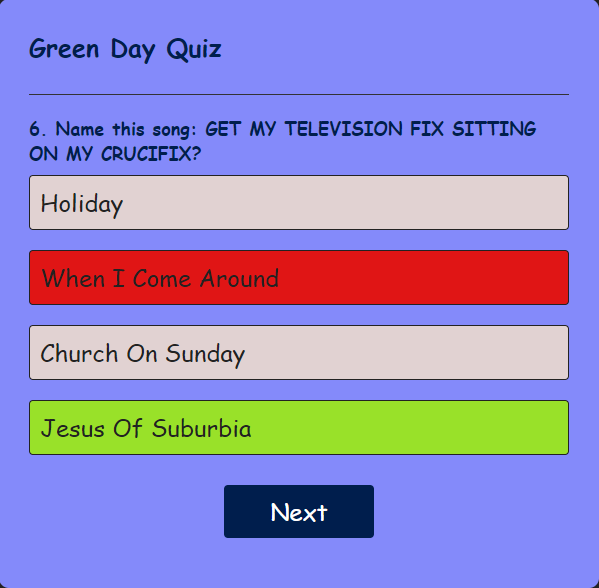 Green Day Quiz
6. Name this song: GET MY TELEVISION FIX SITTING
ON MY CRUCIFIX?
Holiday
When I Come Around
Church On Sunday
Jesus Of Suburbia
Next